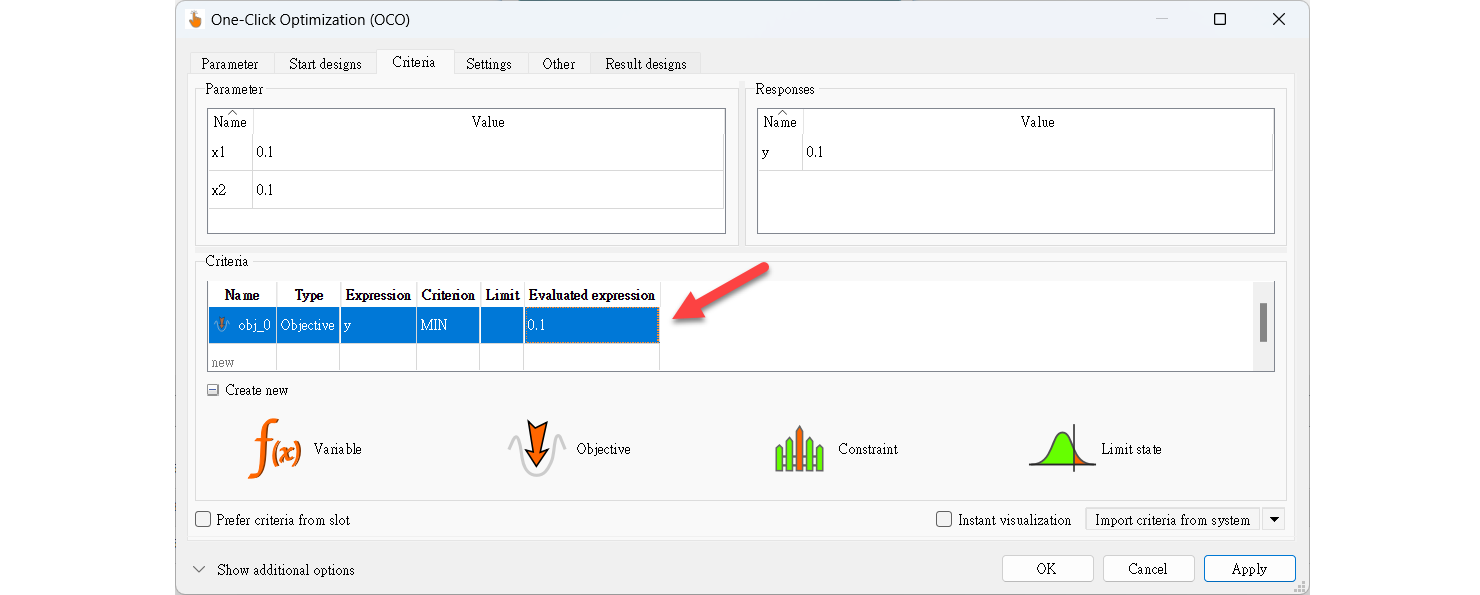 One-Click Optimization (OCO)
Parameter Start designs Criteria Settings Other Result designs
Parameter
Name Value
x1 0.1
x2 0.1
Responses
Name Value
y 0.1
Criteria
Name Type Expression Criterion Limit Evaluated expression
obj_0 Objective y MIN 0.1
new
Create new
f(x) Variable Objective Constraint Limit state
Prefer criteria from slot Instant visualization Import criteria from system
Show additional options OK Cancel Apply